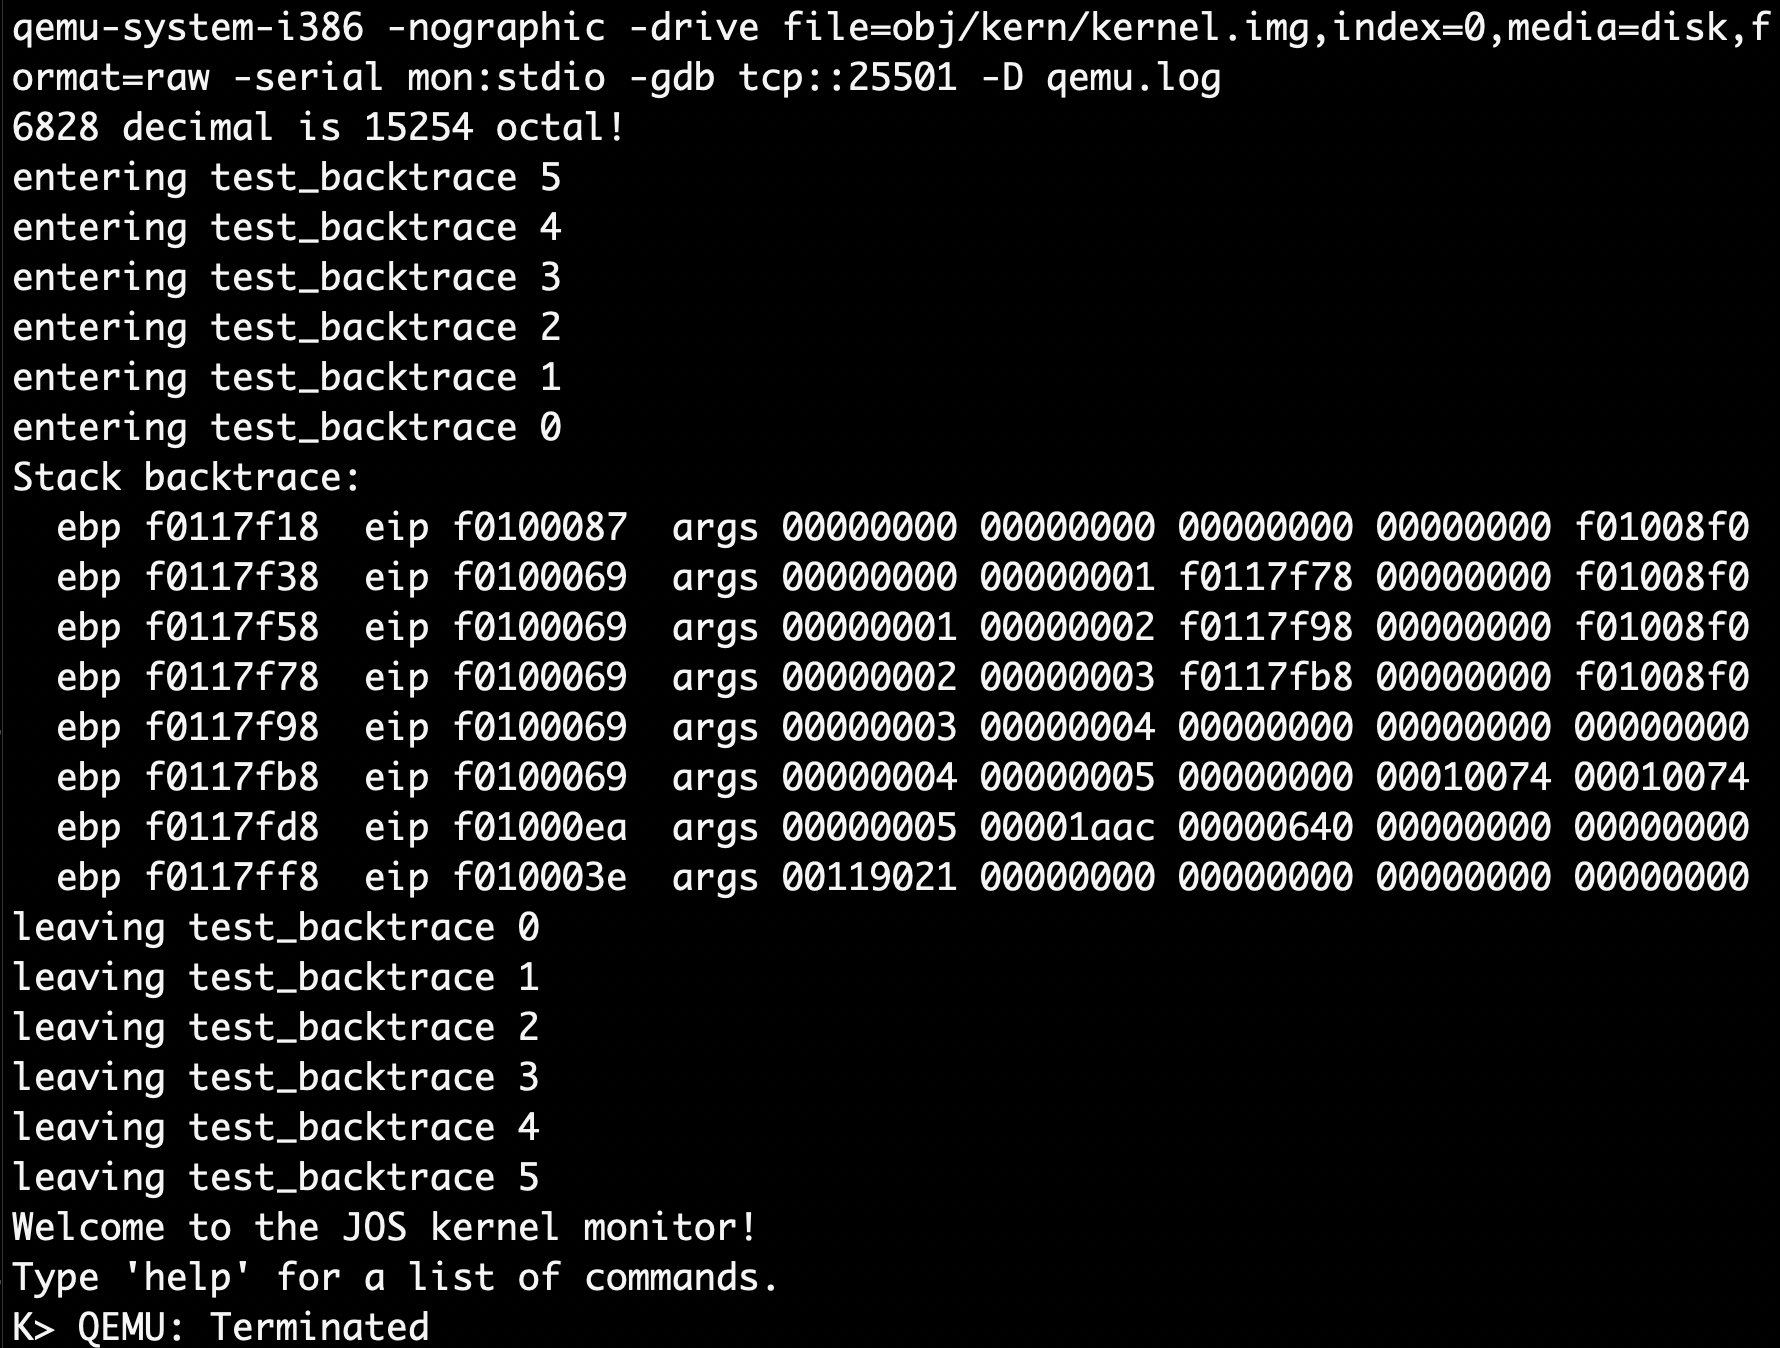 qemu-system-i386 -nographic -drive file=obj/kern/kernel.img,index=0,media=disk,f
ormat=raw -serial mon:stdio -gdb tcp::25501 -D qemu.log
6828 decimal is 15254 octal!
entering test_backtrace 5
entering test_backtrace 4
entering test_backtrace 3
entering test_backtrace 2
entering test_backtrace 1
entering test_backtrace 0
Stack backtrace:
  ebp f0117f18  eip f0100087  args 00000000 00000000 00000000 00000000 f01008f0
  ebp f0117f38  eip f0100069  args 00000000 00000001 f0117f78 00000000 f01008f0
  ebp f0117f58  eip f0100069  args 00000001 00000002 f0117f98 00000000 f01008f0
  ebp f0117f78  eip f0100069  args 00000002 00000003 f0117fb8 00000000 f01008f0
  ebp f0117f98  eip f0100069  args 00000003 00000004 00000000 00000000 00000000
  ebp f0117fb8  eip f0100069  args 00000004 00000005 00000000 00010074 00010074
  ebp f0117fd8  eip f01000ea  args 00000005 00001aac 00000640 00000000 00000000
  ebp f0117ff8  eip f010003e  args 00119021 00000000 00000000 00000000 00000000
leaving test_backtrace 0
leaving test_backtrace 1
leaving test_backtrace 2
leaving test_backtrace 3
leaving test_backtrace 4
leaving test_backtrace 5
Welcome to the JOS kernel monitor!
Type 'help' for a list of commands.
K> QEMU: Terminated